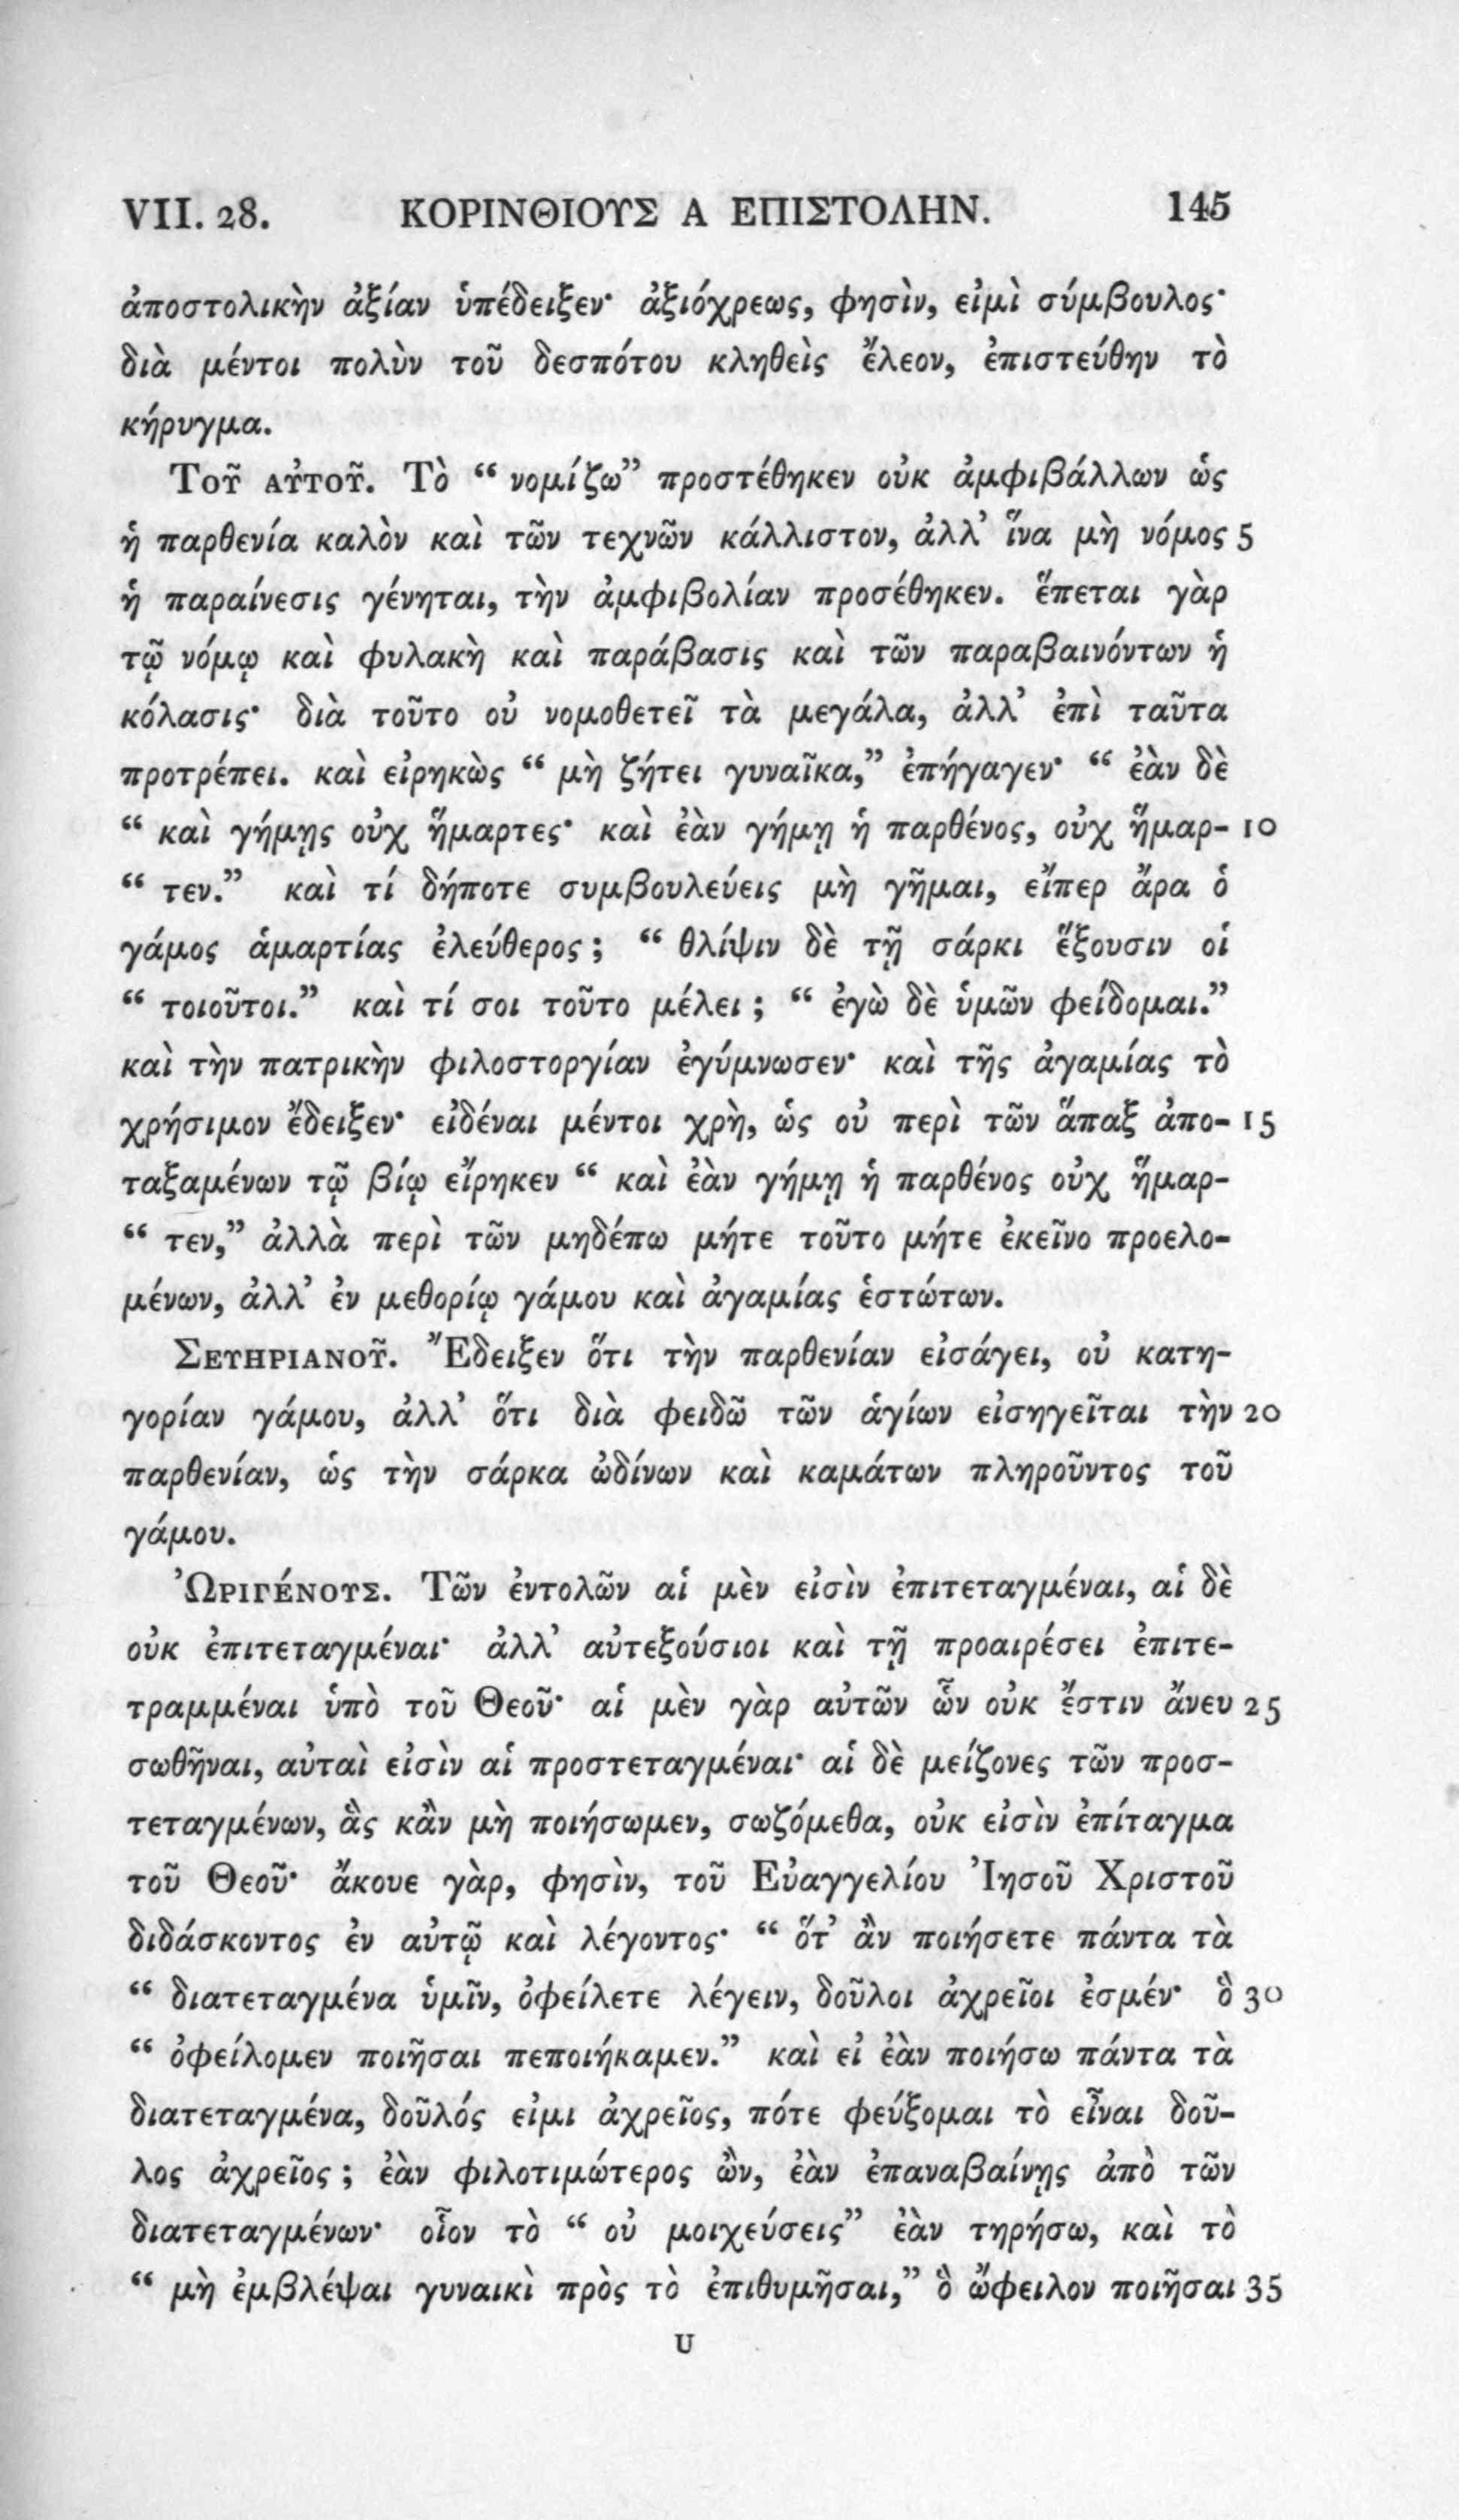 VII. 28. ΚΟΡΙΝΘΙΟΥΣ Α ΕΠΙΣΤΟΛΗΝ. 145
ἀποστολικὴν ἀξίαν ὑπέδειξεν· ἀξιόχρεως, φησὶν, εἰμὶ σύμβουλος·
διὰ μέντοι πολὺν τοῦ δεσπότου κληθεὶς ἔλεον, ἐπιστεύθην τὸ
κήρυγμα.
Τοῦ αὐτοῦ. Τὸ “ νομίζω” προστέθηκεν οὐκ ἀμφιβάλλων ὡς
ἡ παρθενία καλὸν καὶ τῶν τεχνῶν κάλλιστον, ἀλλ’ ἵνα μὴ νόμος 5
ἡ παραίνεσις γένηται, τὴν ἀμφιβολίαν προσέθηκεν. ἕπεται γὰρ
τῷ νόμῳ καὶ φυλακὴ καὶ παράβασις καὶ τῶν παραβαινόντων ἡ
κόλασις· διὰ τοῦτο οὐ νομοθετεῖ τὰ μεγάλα, ἀλλ’ ἐπὶ ταῦτα
προτρέπει. καὶ εἰρηκὼς “ μὴ ζήτει γυναῖκα,” ἐπήγαγεν· “ ἐὰν δὲ
“ καὶ γήμῃς οὐχ ἥμαρτες· καὶ ἐὰν γήμῃ ἡ παρθένος, οὐχ ἥμαρ- 10
“ τεν.” καὶ τί δήποτε συμβουλεύεις μὴ γῆμαι, εἴπερ ἄρα ὁ
γάμος ἁμαρτίας ἐλεύθερος ; “ θλίψιν δὲ τῇ σάρκι ἕξουσιν οἱ
“ τοιοῦτοι.” καὶ τί σοι τοῦτο μέλει ; “ ἐγὼ δὲ ὑμῶν φείδομαι.”
καὶ τὴν πατρικὴν φιλοστοργίαν ἐγύμνωσεν· καὶ τῆς ἀγαμίας τὸ
χρήσιμον ἔδειξεν· εἰδέναι μέντοι χρὴ, ὡς οὐ περὶ τῶν ἅπαξ ἀπο- 15
ταξαμένων τῷ βίῳ εἴρηκεν “ καὶ ἐὰν γήμῃ ἡ παρθένος οὐχ ἥμαρ-
“ τεν,” ἀλλὰ περὶ τῶν μηδέπω μήτε τοῦτο μήτε ἐκεῖνο προελο-
μένων, ἀλλ’ ἐν μεθορίῳ γάμου καὶ ἀγαμίας ἑστώτων.
Σευηριανοῦ. Ἔδειξεν ὅτι τὴν παρθενίαν εἰσάγει, οὐ κατη-
γορίαν γάμου, ἀλλ’ ὅτι διὰ φειδῶ τῶν ἁγίων εἰσηγεῖται τὴν 20
παρθενίαν, ὡς τὴν σάρκα ὠδίνων καὶ καμάτων πληροῦντος τοῦ
γάμου.
Ὠριγένους. Τῶν ἐντολῶν αἱ μὲν εἰσὶν ἐπιτεταγμέναι, αἱ δὲ
οὐκ ἐπιτεταγμέναι· ἀλλ’ αὐτεξούσιοι καὶ τῇ προαιρέσει ἐπιτε-
τραμμέναι ὑπὸ τοῦ Θεοῦ· αἱ μὲν γὰρ αὐτῶν ὧν οὐκ ἔστιν ἄνευ 25
σωθῆναι, αὐταὶ εἰσὶν αἱ προστεταγμέναι· αἱ δὲ μείζονες τῶν προσ-
τεταγμένων, ἃς κἂν μὴ ποιήσωμεν, σωζόμεθα, οὐκ εἰσὶν ἐπίταγμα
τοῦ Θεοῦ· ἄκουε γὰρ, φησὶν, τοῦ Εὐαγγελίου Ἰησοῦ Χριστοῦ
διδάσκοντος ἐν αὐτῷ καὶ λέγοντος· “ ὅτ’ ἂν ποιήσετε πάντα τὰ
“ διατεταγμένα ὑμῖν, ὀφείλετε λέγειν, δοῦλοι ἀχρεῖοι ἐσμέν· ὃ 30
“ ὀφείλομεν ποιῆσαι πεποιήκαμεν.” καὶ εἰ ἐὰν ποιήσω πάντα τὰ
διατεταγμένα, δοῦλός εἰμι ἀχρεῖος, πότε φεύξομαι τὸ εἶναι δοῦ-
λος ἀχρεῖος ; ἐὰν φιλοτιμώτερος ὢν, ἐὰν ἐπαναβαίνῃς ἀπὸ τῶν
διατεταγμένων· οἷον τὸ “ οὐ μοιχεύσεις” ἐὰν τηρήσω, καὶ τὸ
“ μὴ ἐμβλέψαι γυναικὶ πρὸς τὸ ἐπιθυμῆσαι,” ὃ ὤφειλον ποιῆσαι 35
U